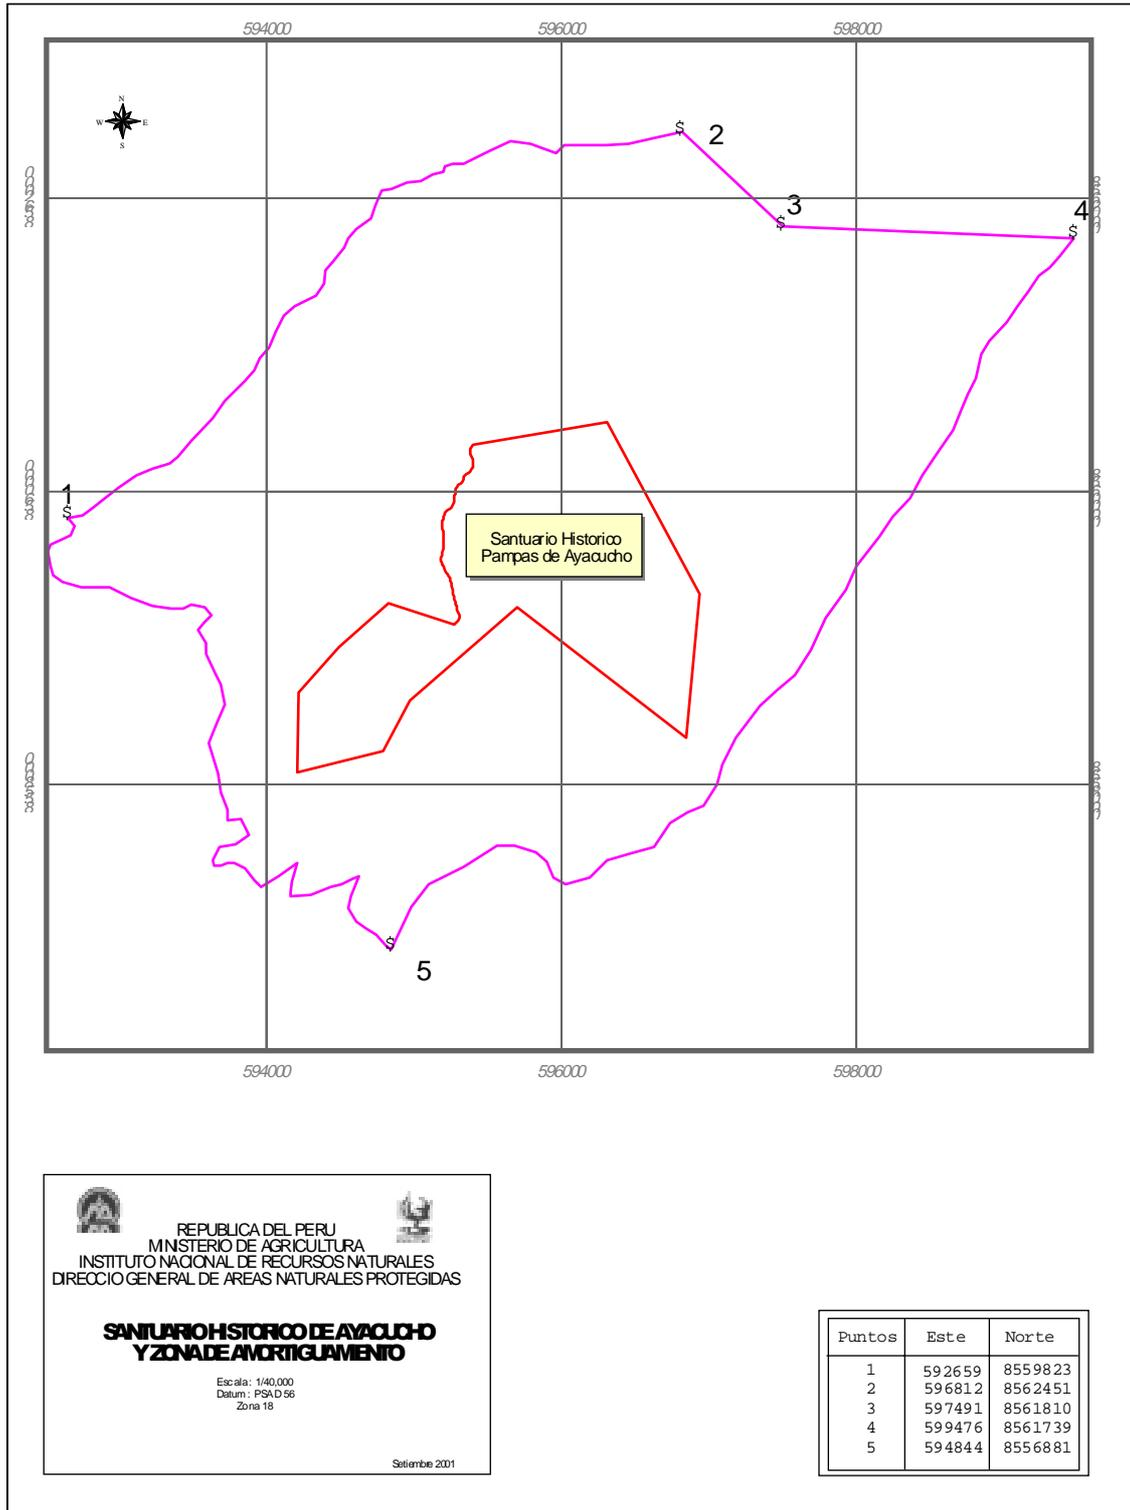 594000 596000 598000
N
W E
S
2
3
4
1
Santuario Historico
Pampas de Ayacucho
5
594000 596000 598000
REPUBLICA DEL PERU
MINISTERIO DE AGRICULTURA
INSTITUTO NACIONAL DE RECURSOS NATURALES
DIRECCIO GENERAL DE AREAS NATURALES PROTEGIDAS
SANTUARIO HISTORICO DE AYACUCHO
Y ZONA DE AMORTIGUAMIENTO
Escala: 1/40,000
Datum: PSAD 56
Zona 18
Setiembre 2001
Puntos Este Norte
1 592659 8559823
2 596812 8562451
3 597491 8561810
4 599476 8561739
5 594844 8556881